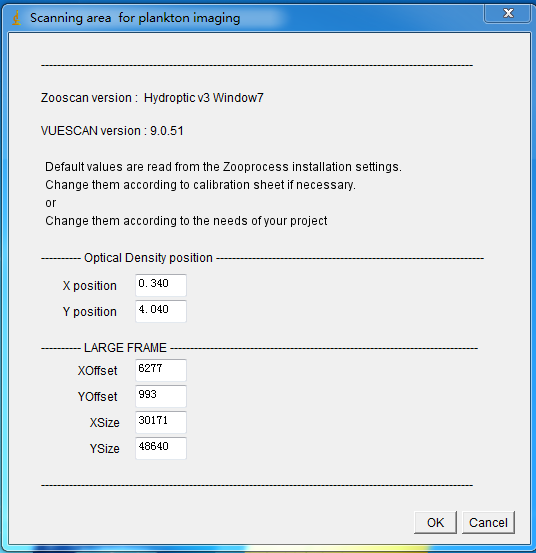 Scanning area  for plankton imaging
Zooscan version :  Hydroptic v3 Window7
VUESCAN version : 9.0.51
Default values are read from the Zooprocess installation settings.
Change them according to calibration sheet if necessary.
or
Change them according to the needs of your project
---------- Optical Density position -------------------------------------------------------------------
X position 0.340
Y position 4.040
---------- LARGE FRAME -----------------------------------------------------------------------------
XOffset 6277
YOffset 993
XSize 30171
YSize 48640
OK Cancel